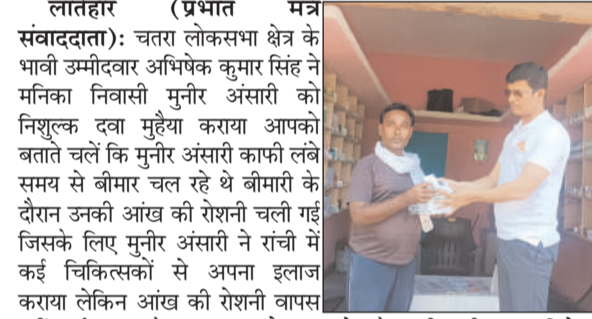 लातेहार (प्रभात मंत्र
संवाददाता): चतरा लोकसभा क्षेत्र के
भावी उम्मीदवार अभिषेक कुमार सिंह ने
मनिका निवासी मुनीर अंसारी को
निशुल्क दवा मुहैया कराया आपको
बताते चलें कि मुनीर अंसारी काफी लंबे
समय से बीमार चल रहे थे बीमारी के
दौरान उनकी आंख की रोशनी चली गई
जिसके लिए मुनीर अंसारी ने रांची में
कई चिकित्सकों से अपना इलाज
कराया लेकिन आंख की रोशनी वापस